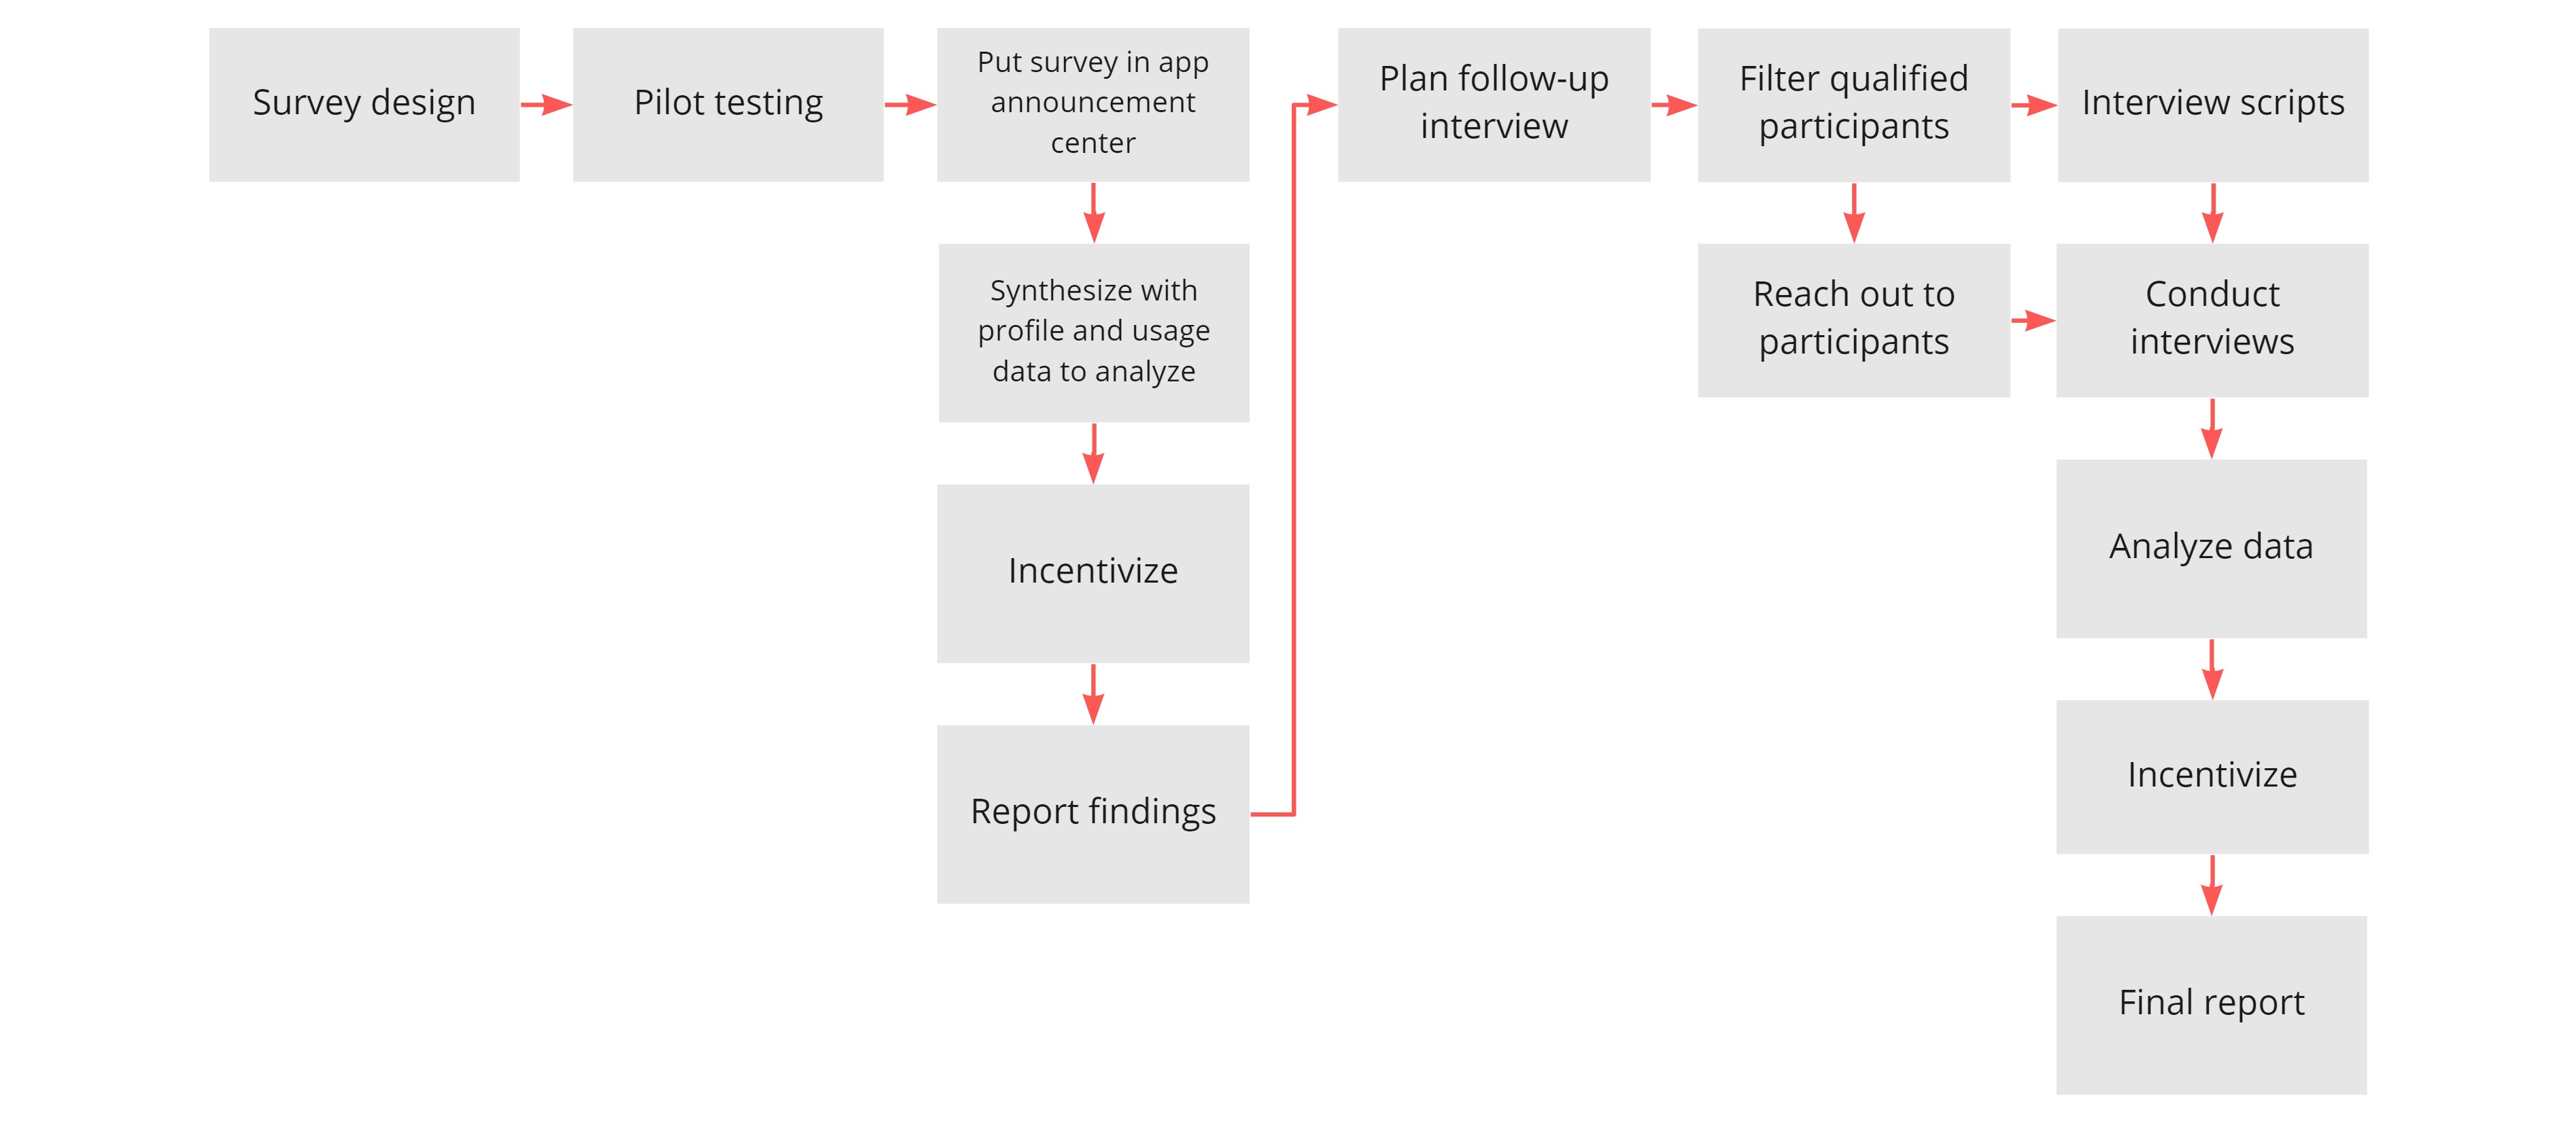 Survey design
Pilot testing
Put survey in app
announcement
center
Synthesize with
profile and usage
data to analyze
Incentivize
Report findings
Plan follow-up
interview
Filter qualified
participants
Interview scripts
Reach out to
participants
Conduct
interviews
Analyze data
Incentivize
Final report